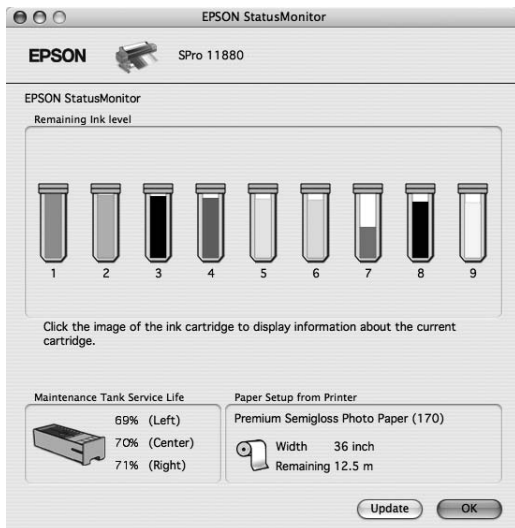 EPSON StatusMonitor
EPSON SPro 11880
EPSON StatusMonitor
Remaining Ink level
1 2 3 4 5 6 7 8 9
Click the image of the ink cartridge to display information about the current
cartridge.
Maintenance Tank Service Life
69% (Left)
70% (Center)
71% (Right)
Paper Setup from Printer
Premium Semigloss Photo Paper (170)
Width 36 inch
Remaining 12.5 m
Update OK